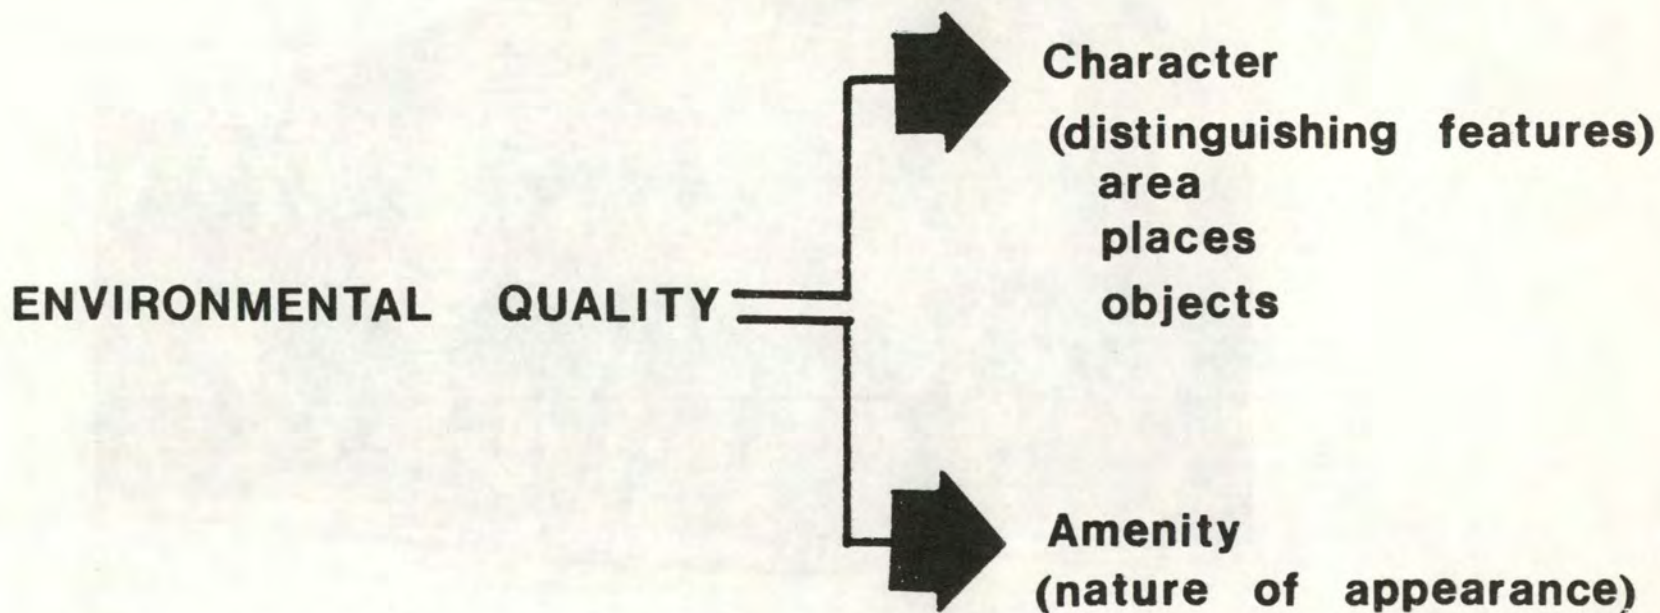 Character
(distinguishing features)
area
places
objects
ENVIRONMENTAL QUALITY
Amenity
(nature of appearance)